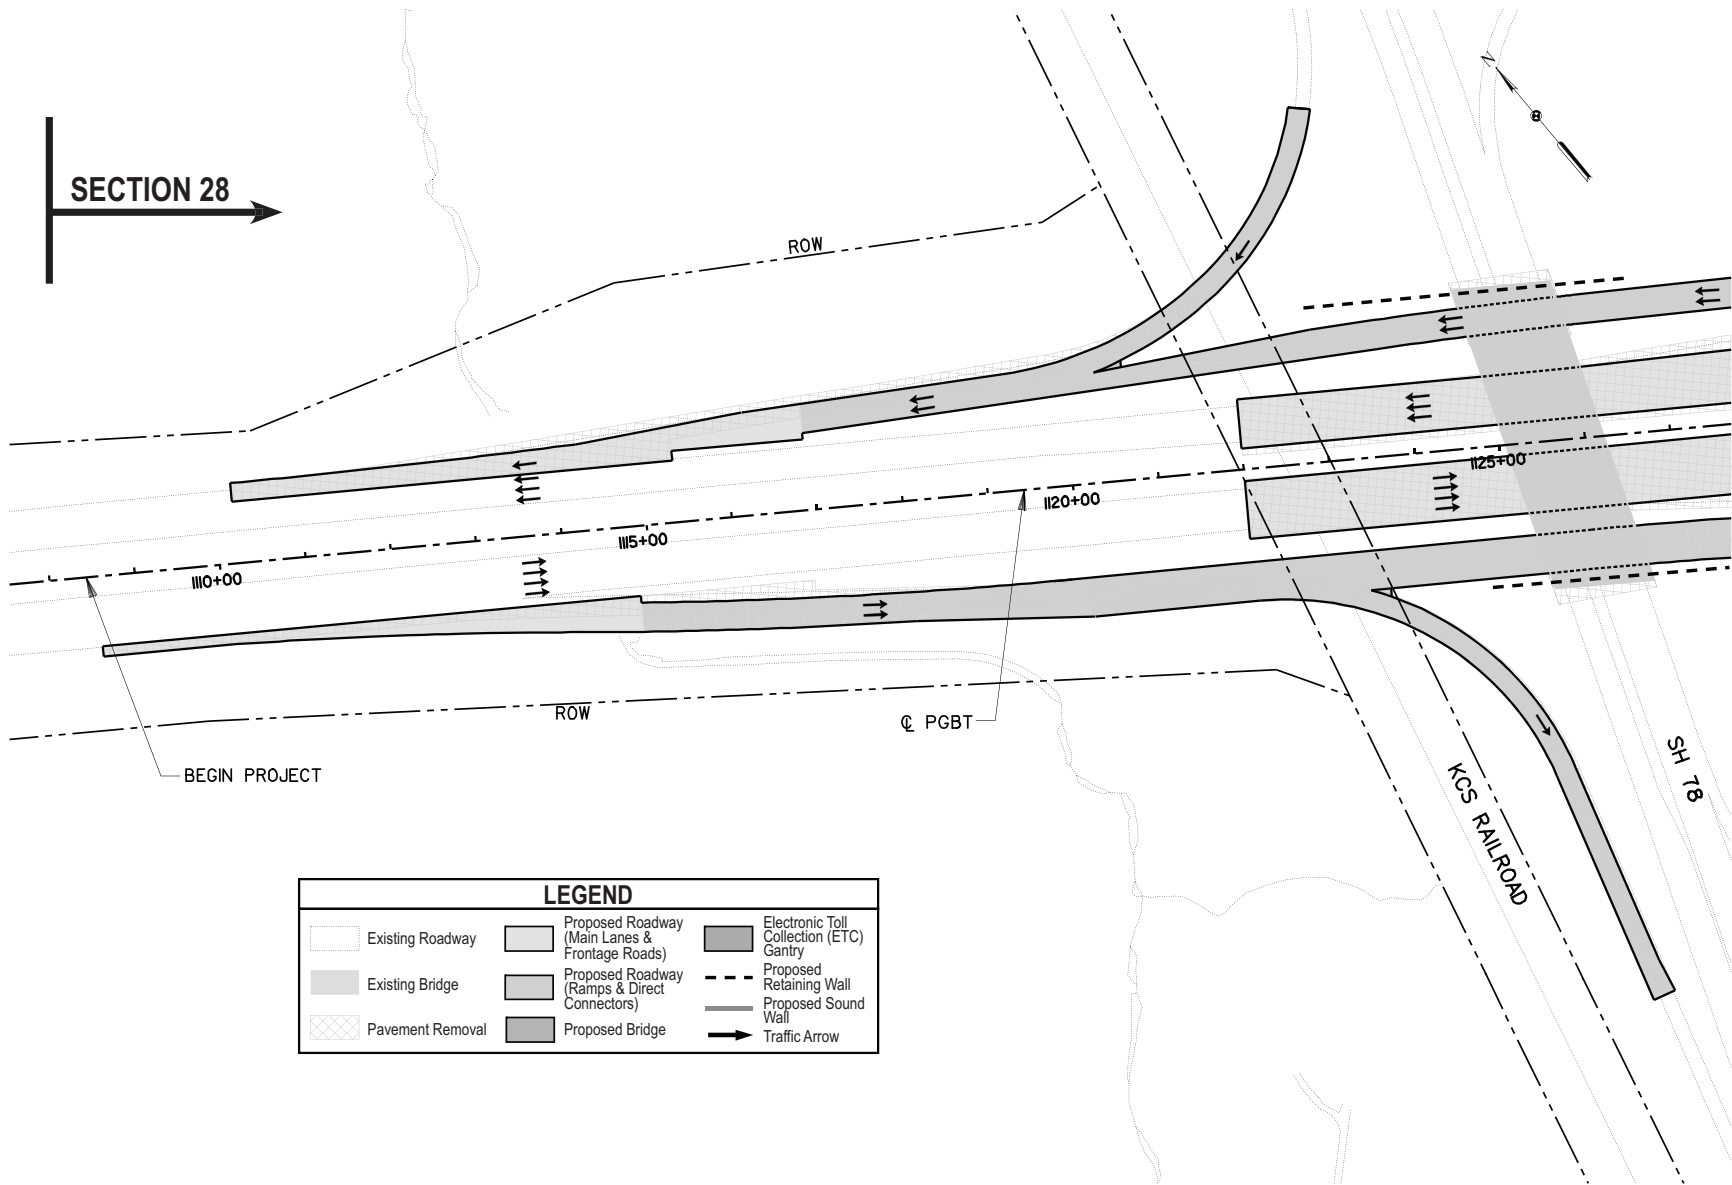 N
SECTION 28
ROW
1125+00
1120+00
1115+00
1110+00
ROW
℄ PGBT
BEGIN PROJECT
SH 78
KCS RAILROAD
LEGEND
Existing Roadway
Existing Bridge
Pavement Removal
Proposed Roadway
(Main Lanes &
Frontage Roads)
Proposed Roadway
(Ramps & Direct
Connectors)
Proposed Bridge
Electronic Toll
Collection (ETC)
Gantry
Proposed
Retaining Wall
Proposed Sound
Wall
Traffic Arrow